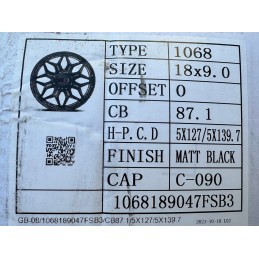 TYPE 1068
SIZE 18x9.0
OFFSET 0
CB 87.1
H-P.C.D 5X127/5X139.7
FINISH MATT BLACK
CAP C-090
1068189047FSB3
GB-08/1068189047FSB3/CB87.1/5X127/5X139.7